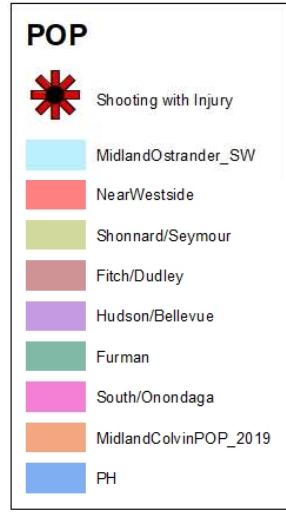 POP
Shooting with Injury
MidlandOstrander_SW
NearWestside
Shonnard/Seymour
Fitch/Dudley
Hudson/Bellevue
Furman
South/Onondaga
MidlandColvinPOP_2019
PH